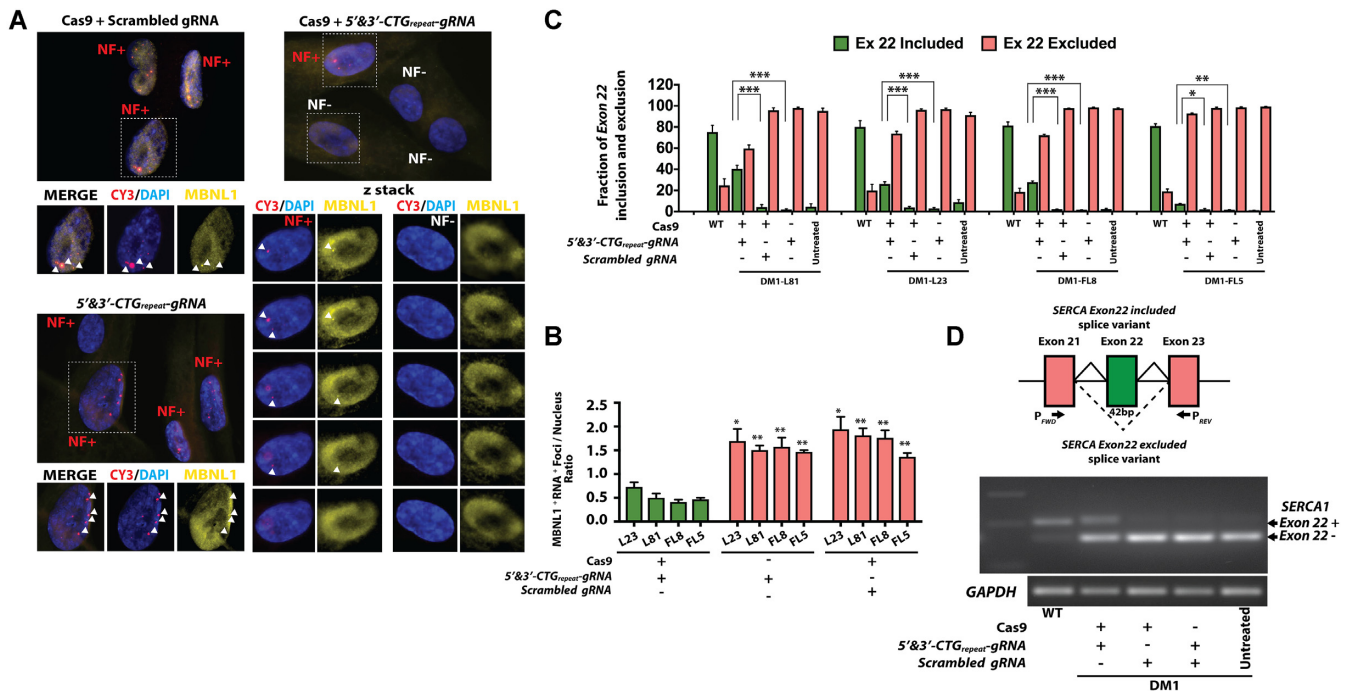 A
Cas9 + Scrambled gRNA
NF+
NF+
NF+
MERGE CY3/DAPI MBNL1
5'&3'-CTGrepeat-gRNA
NF+
NF+
NF+
NF+
MERGE CY3/DAPI MBNL1
Cas9 + 5'&3'-CTGrepeat-gRNA
NF+
NF-
NF-
NF-
z stack
CY3/DAPI MBNL1 CY3/DAPI MBNL1
NF+ NF-
C
Ex 22 Included Ex 22 Excluded
Fraction of Exon 22
inclusion and exclusion
120
100
80
60
40
20
0
*** *** *** **
*** *** *** *
Cas9 WT + + - Untreated WT + + - Untreated WT + + - Untreated WT + + - Untreated
5'&3'-CTGrepeat-gRNA + - + + - + + - + + - +
Scrambled gRNA - + - + - + - +
DM1-L81 DM1-L23 DM1-FL8 DM1-FL5
B
MBNL1 + RNA + Foci / Nucleus
Ratio
2.5
2.0
1.5
1.0
0.5
0.0
* ** ** ** * ** ** **
L23 L81 FL8 FL5 L23 L81 FL8 FL5 L23 L81 FL8 FL5
Cas9 + - +
5'&3'-CTGrepeat-gRNA + + -
Scrambled gRNA - - +
D
SERCA Exon22 included
splice variant
Exon 21 Exon 22 Exon 23
42bp
PFWD PREV
SERCA Exon22 excluded
splice variant
SERCA1
Exon 22 +
Exon 22 -
GAPDH
WT
Cas9 + + - Untreated
5'&3'-CTGrepeat-gRNA + - +
Scrambled gRNA - + +
DM1